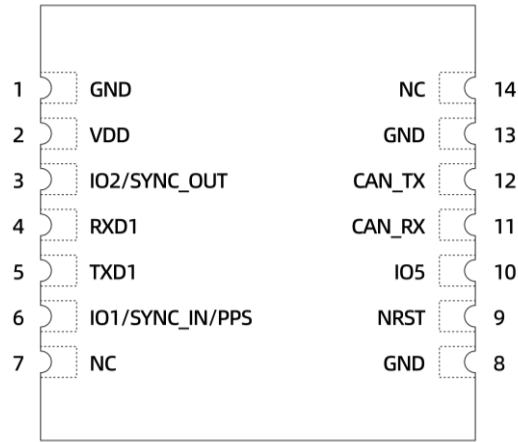 1 GND NC 14
2 VDD GND 13
3 IO2/SYNC_OUT CAN_TX 12
4 RXD1 CAN_RX 11
5 TXD1 IO5 10
6 IO1/SYNC_IN/PPS NRST 9
7 NC GND 8